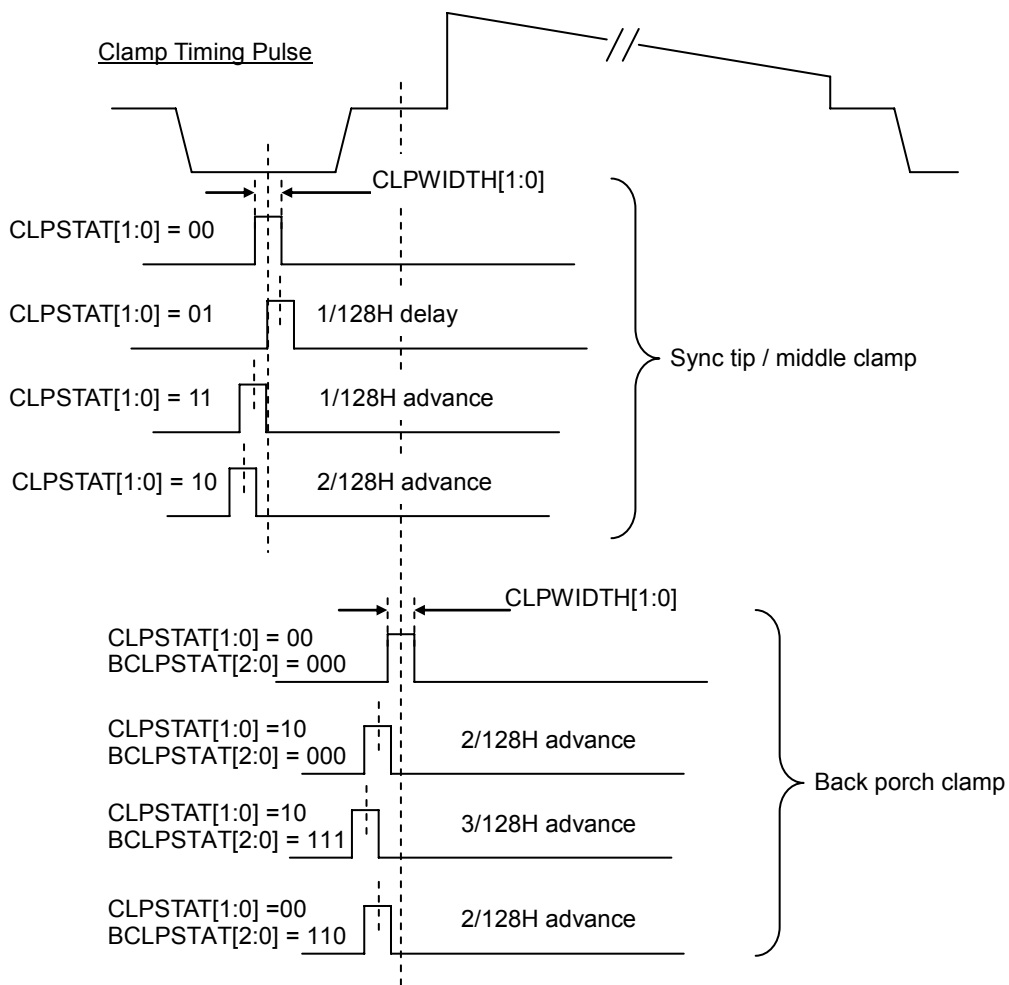 Clamp Timing Pulse
CLPWIDTH[1:0]
CLPSTAT[1:0] = 00
CLPSTAT[1:0] = 01
1/128H delay
Sync tip / middle clamp
CLPSTAT[1:0] = 11
1/128H advance
CLPSTAT[1:0] = 10
2/128H advance
CLPWIDTH[1:0]
CLPSTAT[1:0] = 00
BCLPSTAT[2:0] = 000
CLPSTAT[1:0] =10
BCLPSTAT[2:0] = 000
2/128H advance
Back porch clamp
CLPSTAT[1:0] =10
BCLPSTAT[2:0] = 111
3/128H advance
CLPSTAT[1:0] =00
BCLPSTAT[2:0] = 110
2/128H advance